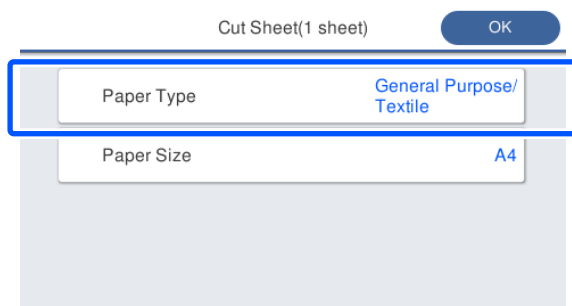 Cut Sheet(1 sheet)
OK
Paper Type
General Purpose/
Textile
Paper Size
A4